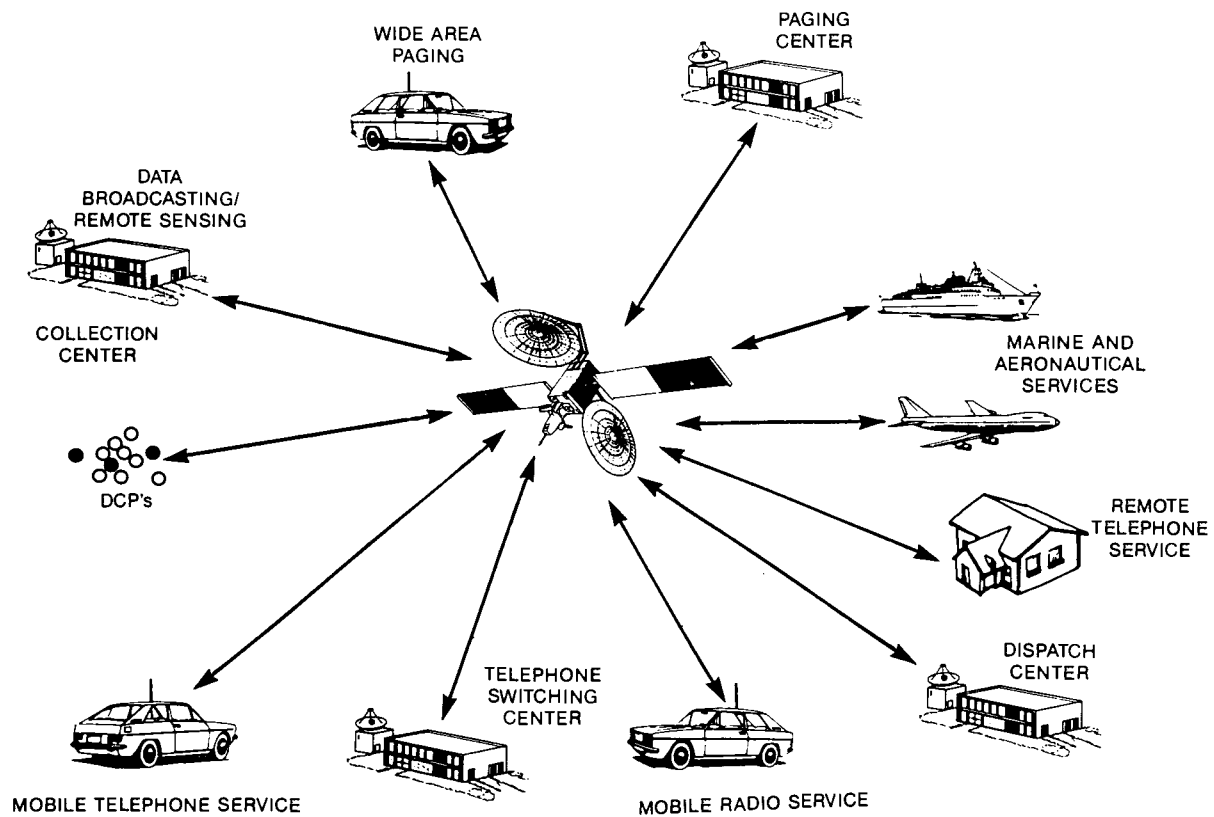 WIDE AREA
PAGING
PAGING
CENTER
DATA
BROADCASTING/
REMOTE SENSING
COLLECTION
CENTER
MARINE AND
AERONAUTICAL
SERVICES
DCP's
REMOTE
TELEPHONE
SERVICE
DISPATCH
CENTER
TELEPHONE
SWITCHING
CENTER
MOBILE TELEPHONE SERVICE
MOBILE RADIO SERVICE